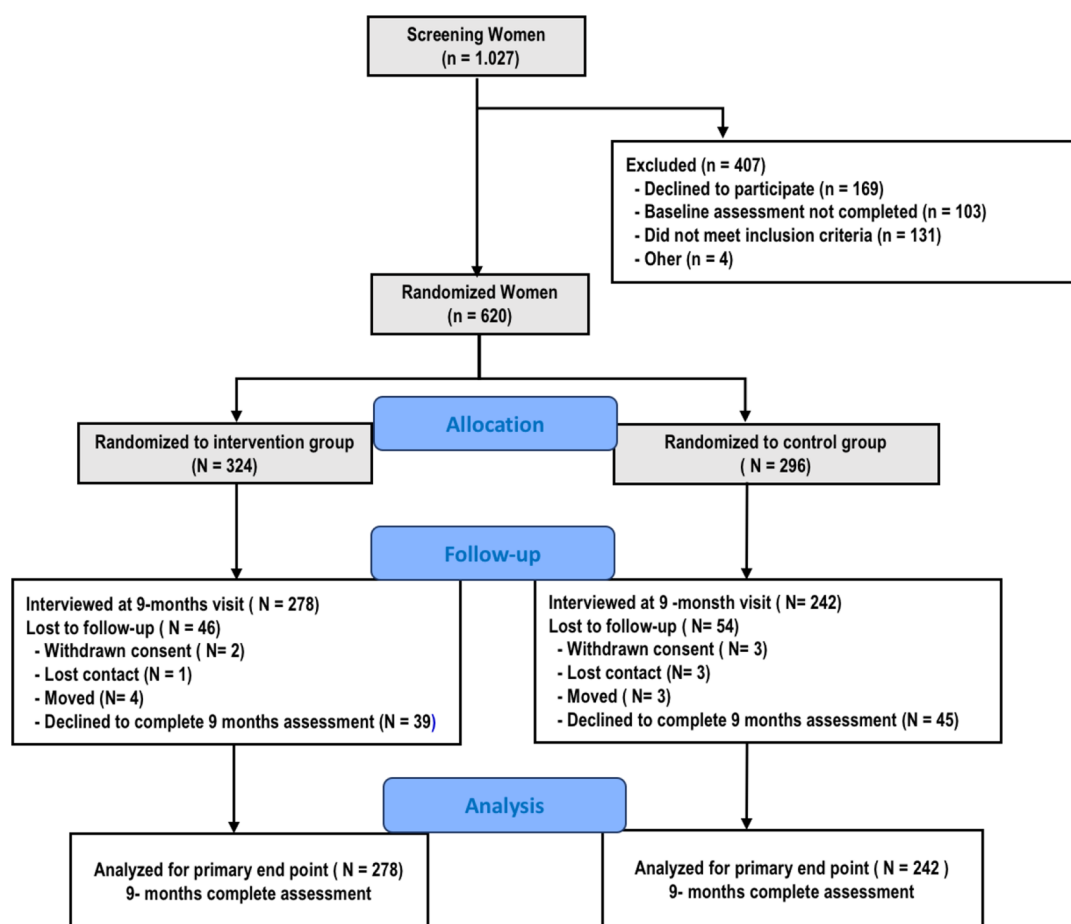 Screening Women
(n = 1.027)
Excluded (n = 407)
- Declined to participate (n = 169)
- Baseline assessment not completed (n = 103)
- Did not meet inclusion criteria (n = 131)
- Oher (n = 4)
Randomized Women
(n = 620)
Allocation
Randomized to intervention group
(N = 324)
Randomized to control group
( N = 296)
Follow-up
Interviewed at 9-months visit ( N = 278)
Lost to follow-up ( N = 46)
- Withdrawn consent ( N= 2)
- Lost contact (N = 1)
- Moved (N= 4)
- Declined to complete 9 months assessment (N = 39)
Interviewed at 9 -monsth visit ( N= 242)
Lost to follow-up ( N= 54)
- Withdrawn consent ( N= 3)
- Lost contact (N= 3)
- Moved ( N= 3)
- Declined to complete 9 months assessment (N = 45)
Analysis
Analyzed for primary end point ( N = 278)
9- months complete assessment
Analyzed for primary end point ( N = 242 )
9- months complete assessment